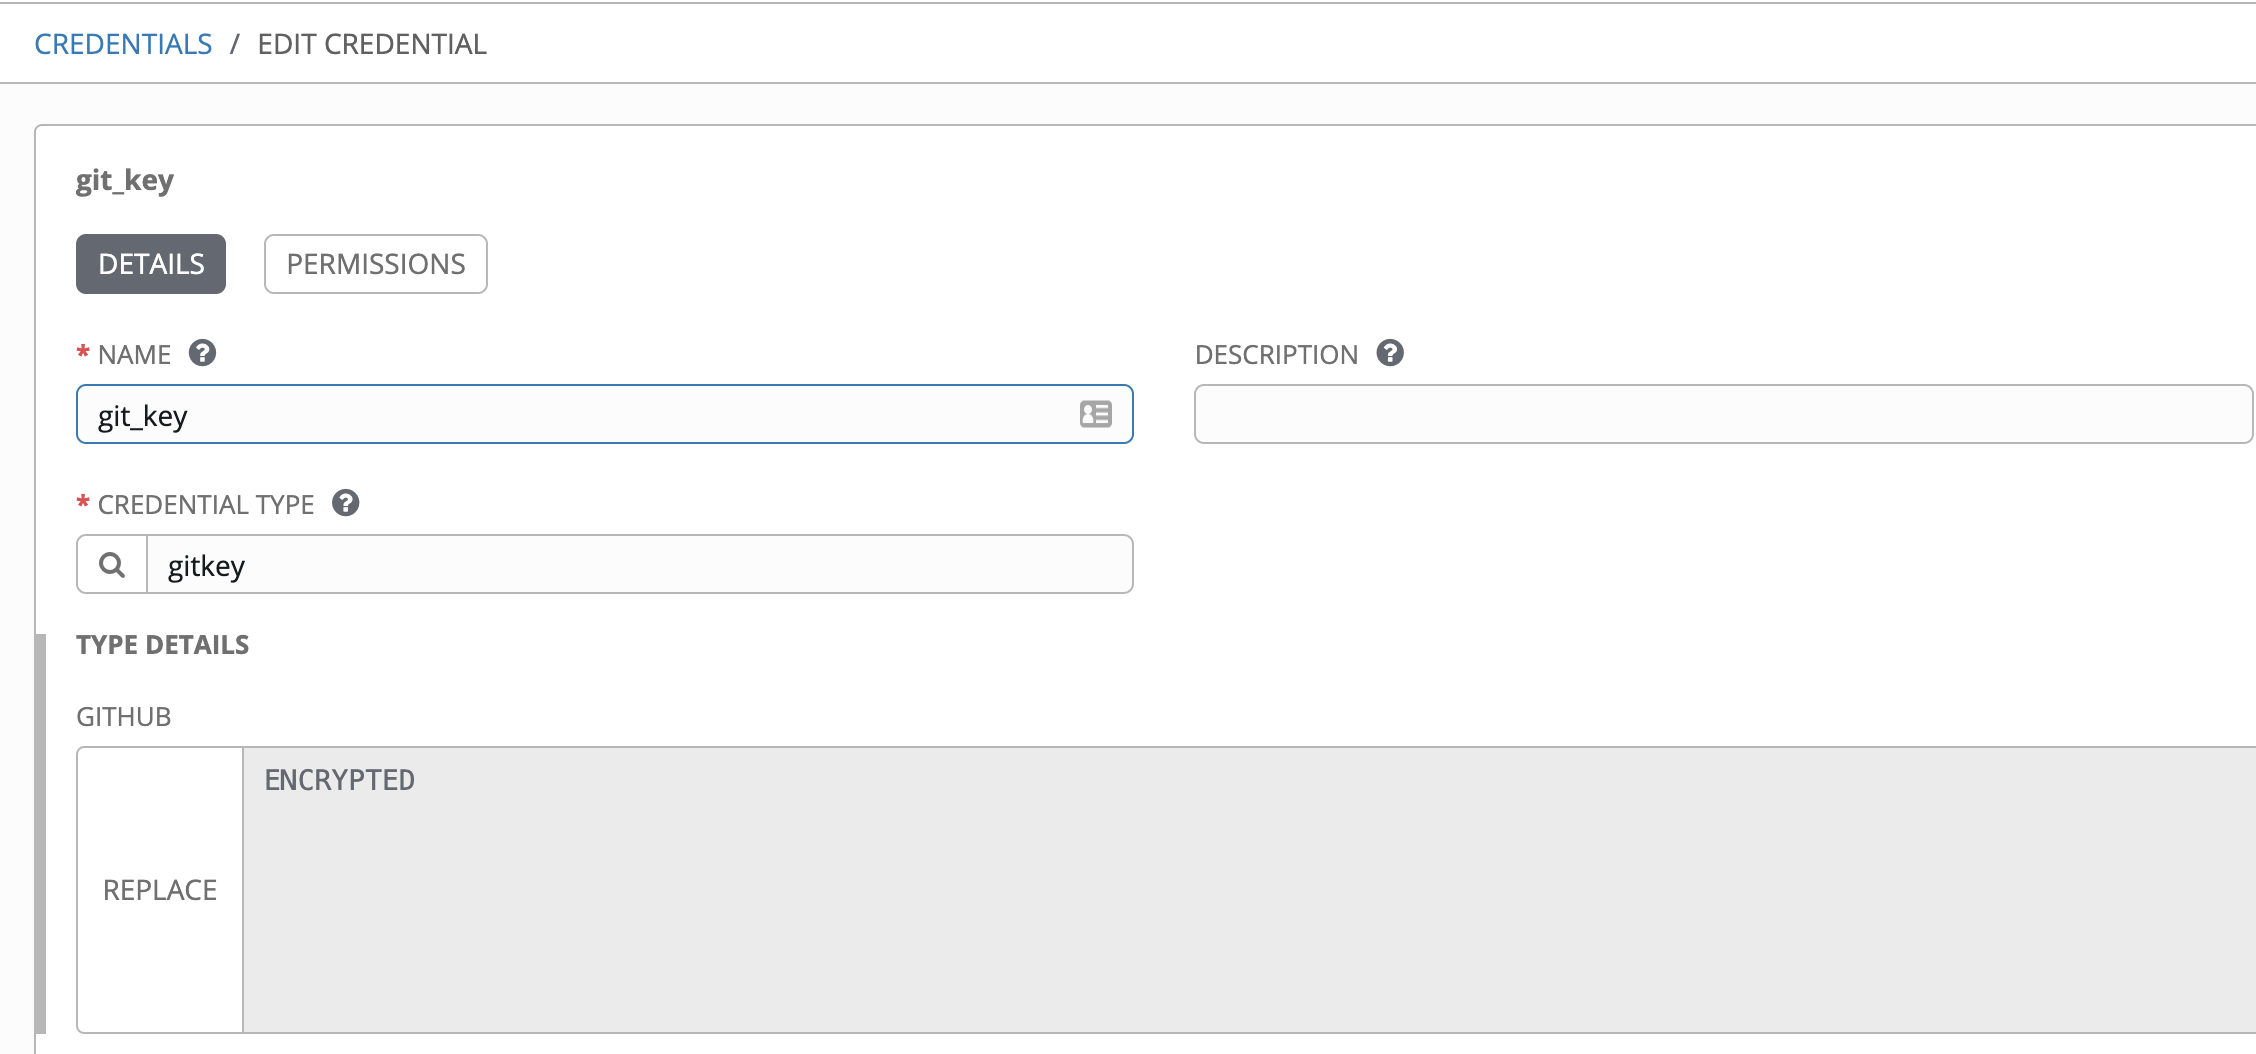 CREDENTIALS / EDIT CREDENTIAL
git_key
DETAILS PERMISSIONS
* NAME ? DESCRIPTION ?
git_key
* CREDENTIAL TYPE ?
gitkey
TYPE DETAILS
GITHUB
ENCRYPTED
REPLACE